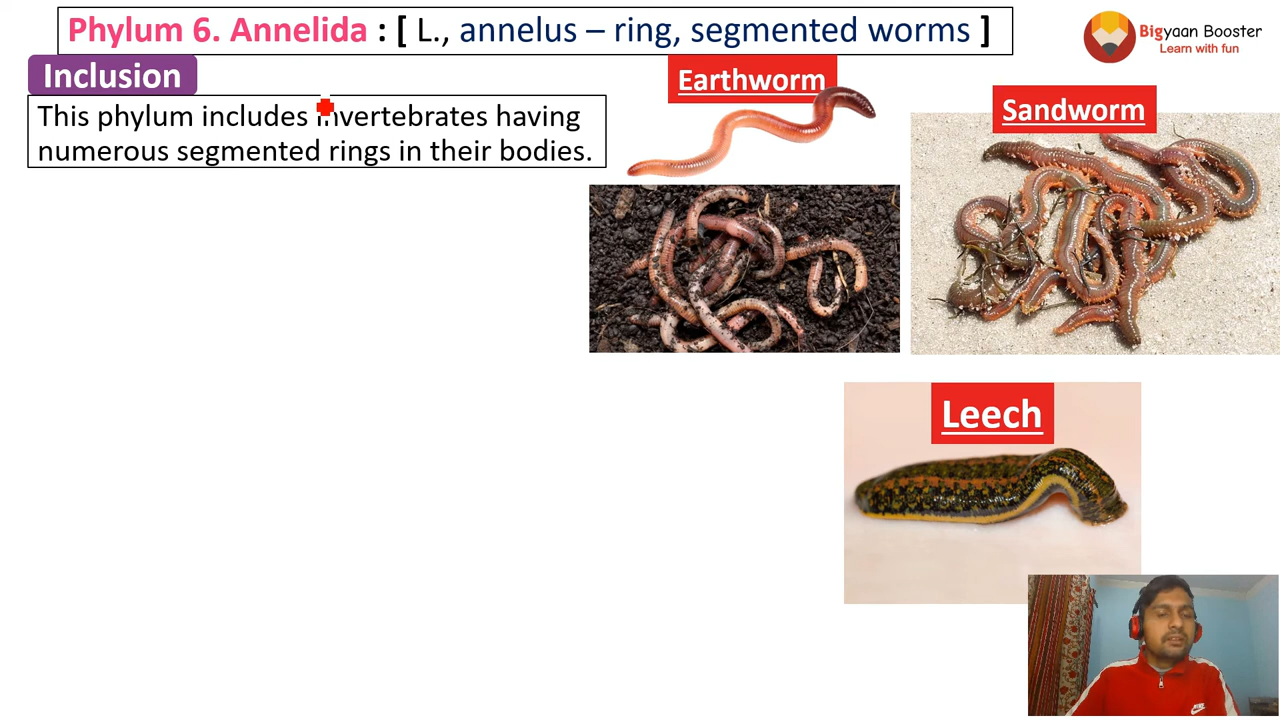 Phylum 6. Annelida : [ L., annelus – ring, segmented worms ]
Bigyaan Booster
Learn with fun
Inclusion
This phylum includes invertebrates having
numerous segmented rings in their bodies.
Earthworm
Sandworm
Leech